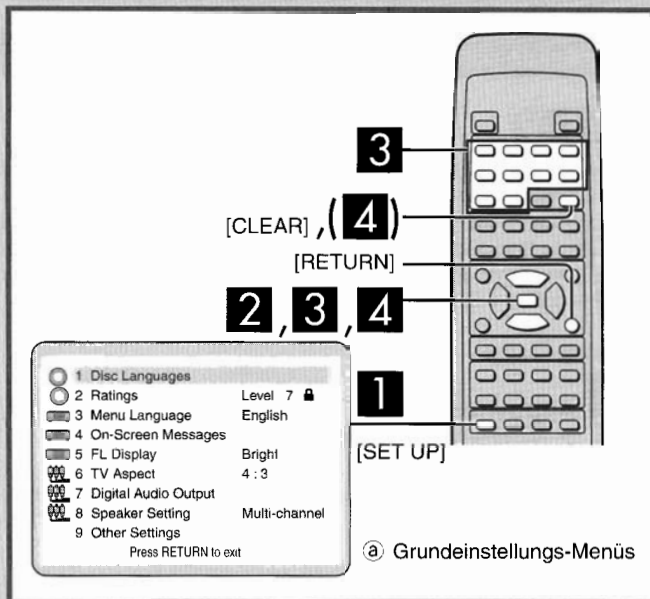 3
[CLEAR] , ( 4 )
[RETURN]
2 , 3 , 4
1
[SET UP]
1 Disc Languages
2 Ratings Level 7
3 Menu Language English
4 On-Screen Messages
5 FL Display Bright
6 TV Aspect 4 : 3
7 Digital Audio Output
8 Speaker Setting Multi-channel
9 Other Settings
Press RETURN to exit
ⓐ Grundeinstellungs-Menüs